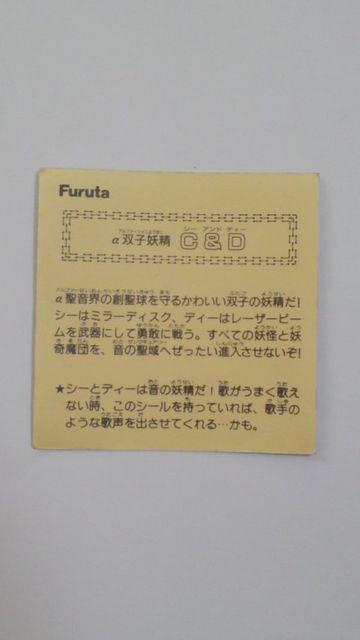 Furuta
α双子妖精 C&D
α聖音界の創聖球を守るかわいい双子の妖精だ!
シーはミラーディスク、ディーはレーザービー
ムを武器にして勇敢に戦う。すべての妖怪と妖
奇魔団を、音の聖域へぜったい進入させないぞ!
★シーとディーは音の妖精だ!歌がうまく歌え
ない時、このシールを持っていれば、歌手の
ような歌声を出させてくれる…かも。